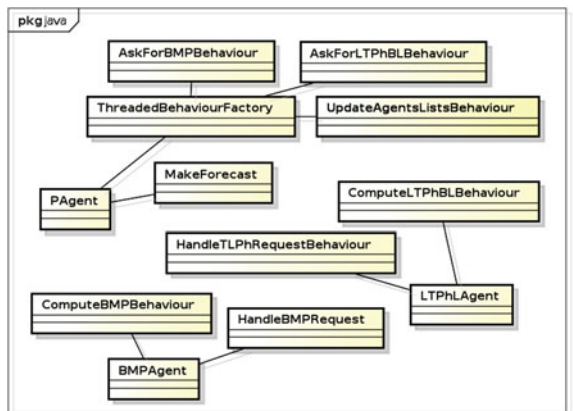 pkg java
AskForBMPBehaviour
AskForLTPhBLBehaviour
ThreadedBehaviourFactory
UpdateAgentsListsBehaviour
MakeForecast
PAgent
ComputeLTPhBLBehaviour
HandleTLPhRequestBehaviour
ComputeBMPBehaviour
LTPhLAgent
HandleBMPRequest
BMPAgent